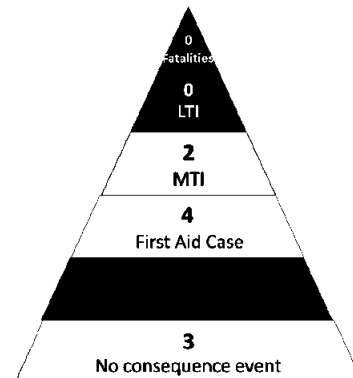 0
Fatalities
0
LTI
2
MTI
4
First Aid Case
3
No consequence event